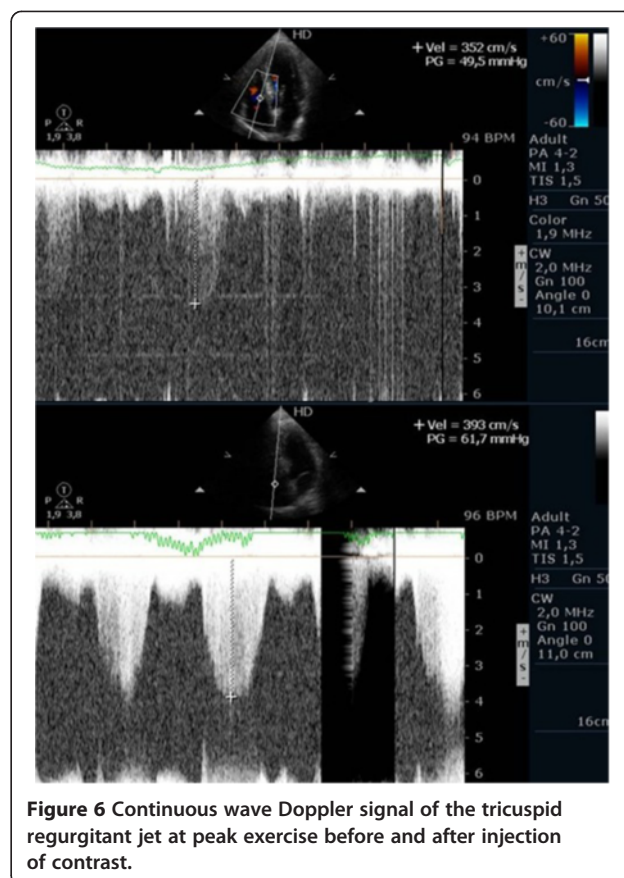 HD
+ Vel = 352 cm/s
PG = 49,5 mmHg
+60
cm/s
-60
T
P R
1,9 3,8
94 BPM
Adult
PA 4-2
MI 1,3
TIS 1,5
H3 Gn 50
Color
1,9 MHz
CW
2,0 MHz
Gn 100
Angle 0
10,1 cm
16cm
0
1
2
3
4
5
6
+
m/s
-
HD
+ Vel = 393 cm/s
PG = 61,7 mmHg
T
P R
1,9 3,8
96 BPM
Adult
PA 4-2
MI 1,3
TIS 1,5
H3 Gn 50
CW
2,0 MHz
Gn 100
Angle 0
11,0 cm
16cm
0
1
2
3
4
5
6
+
m/s
-
Figure 6 Continuous wave Doppler signal of the tricuspid
regurgitant jet at peak exercise before and after injection
of contrast.